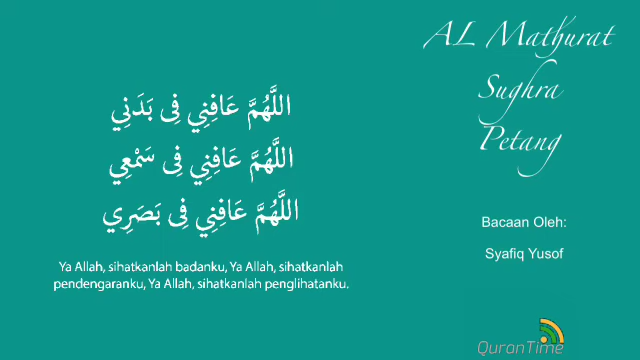 اللَّهُمَّ عَافِنِي فِى بَدَنِي
اللَّهُمَّ عَافِنِي فِى سَمْعِي
اللَّهُمَّ عَافِنِي فِى بَصَرِي
Ya Allah, sihatkanlah badanku, Ya Allah, sihatkanlah
pendengaranku, Ya Allah, sihatkanlah penglihatanku.
AL Mathurat
Sughra
Petang
Bacaan Oleh:
Syafiq Yusof
QuranTime